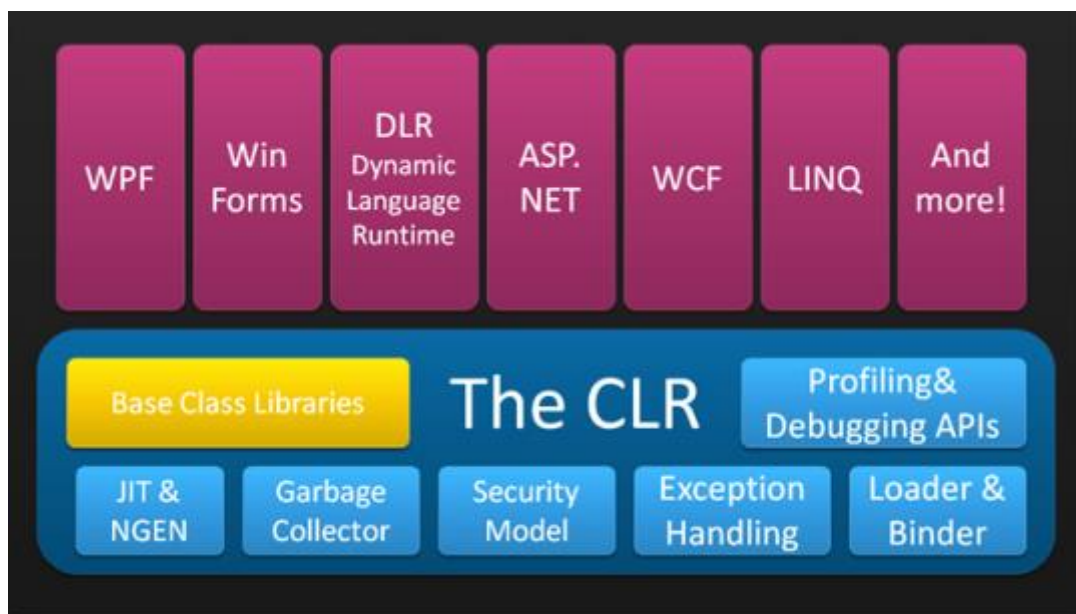 WPF
Win
Forms
DLR
Dynamic
Language
Runtime
ASP.
NET
WCF
LINQ
And
more!
Base Class Libraries
The CLR
Profiling&
Debugging APIs
JIT &
NGEN
Garbage
Collector
Security
Model
Exception
Handling
Loader &
Binder